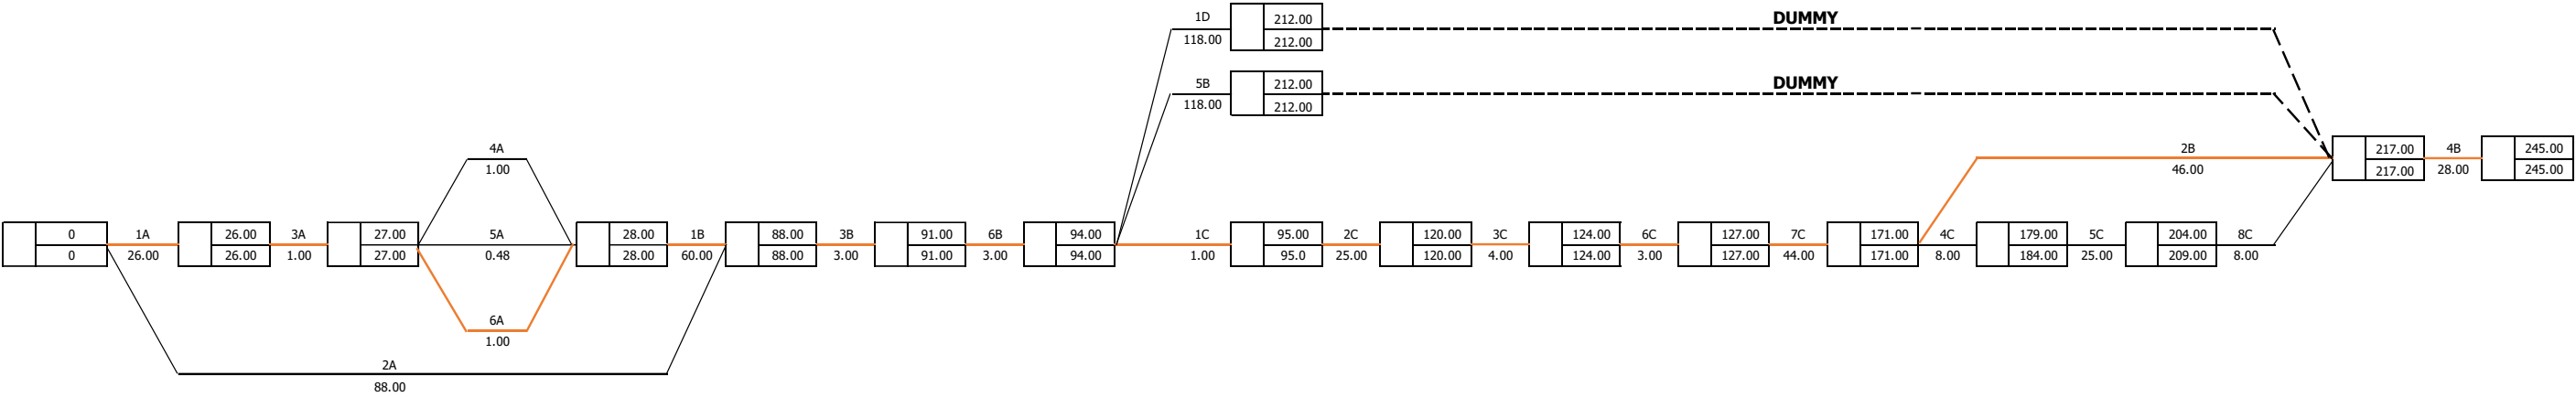 1D
118.00
212.00
212.00
DUMMY
5B
118.00
212.00
212.00
DUMMY
4A
1.00
2B
46.00
217.00
217.00
4B
28.00
245.00
245.00
0
0
1A
26.00
26.00
26.00
3A
1.00
27.00
27.00
5A
0.48
28.00
28.00
1B
60.00
88.00
88.00
3B
3.00
91.00
91.00
6B
3.00
94.00
94.00
1C
1.00
95.00
95.0
2C
25.00
120.00
120.00
3C
4.00
124.00
124.00
6C
3.00
127.00
127.00
7C
44.00
171.00
171.00
4C
8.00
179.00
184.00
5C
25.00
204.00
209.00
8C
8.00
6A
1.00
2A
88.00